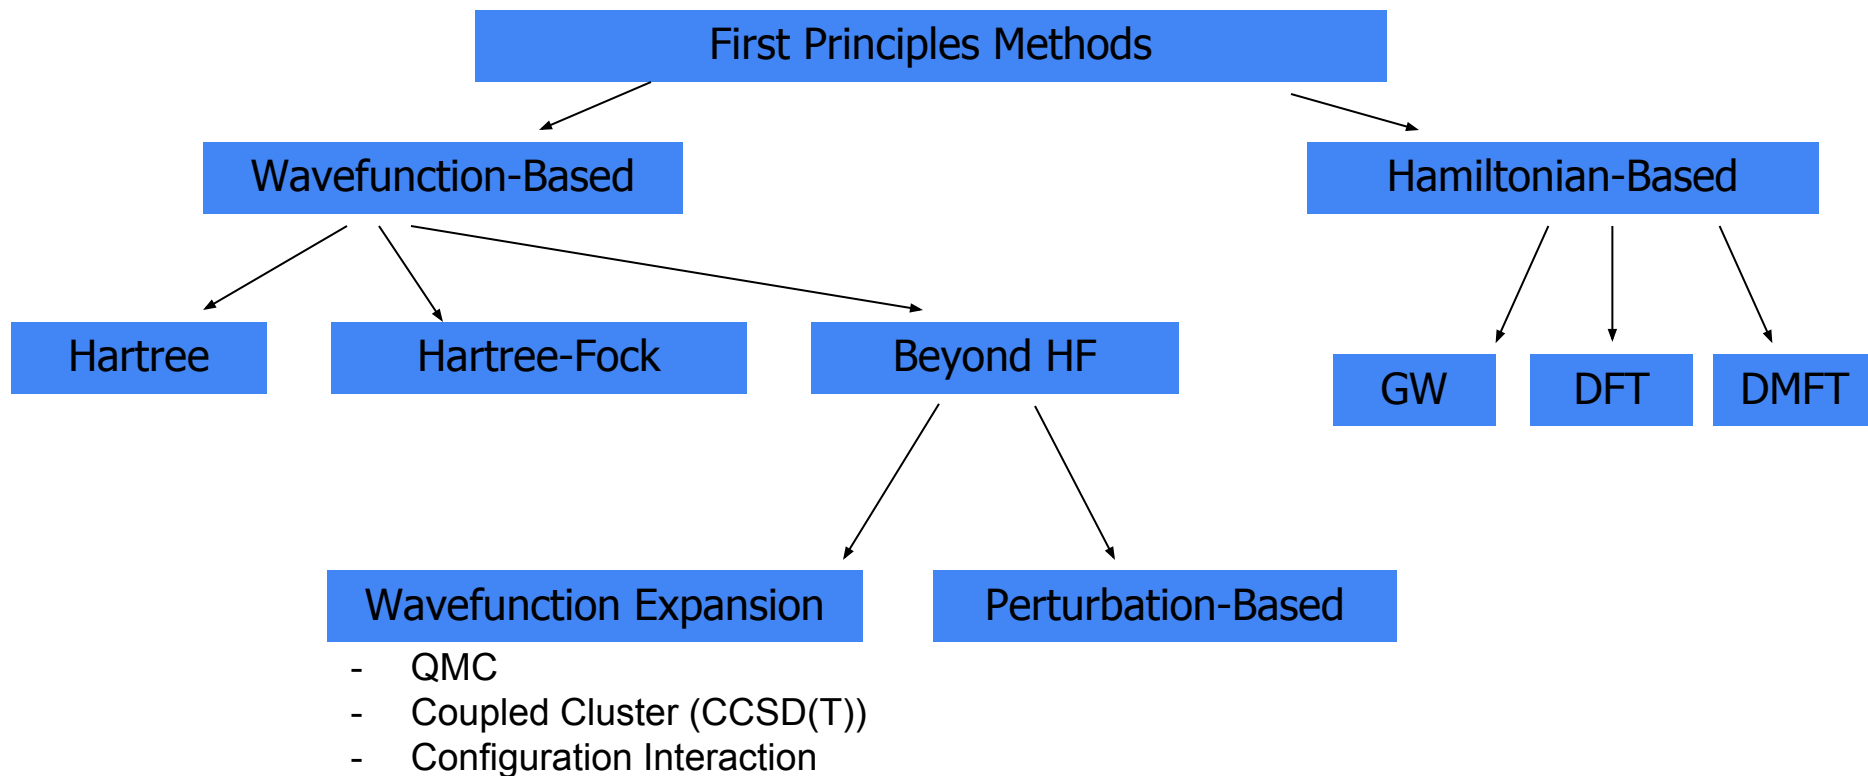 First Principles Methods
Wavefunction-Based
Hamiltonian-Based
Hartree
Hartree-Fock
Beyond HF
GW
DFT
DMFT
Wavefunction Expansion
Perturbation-Based
- QMC
- Coupled Cluster (CCSD(T))
- Configuration Interaction